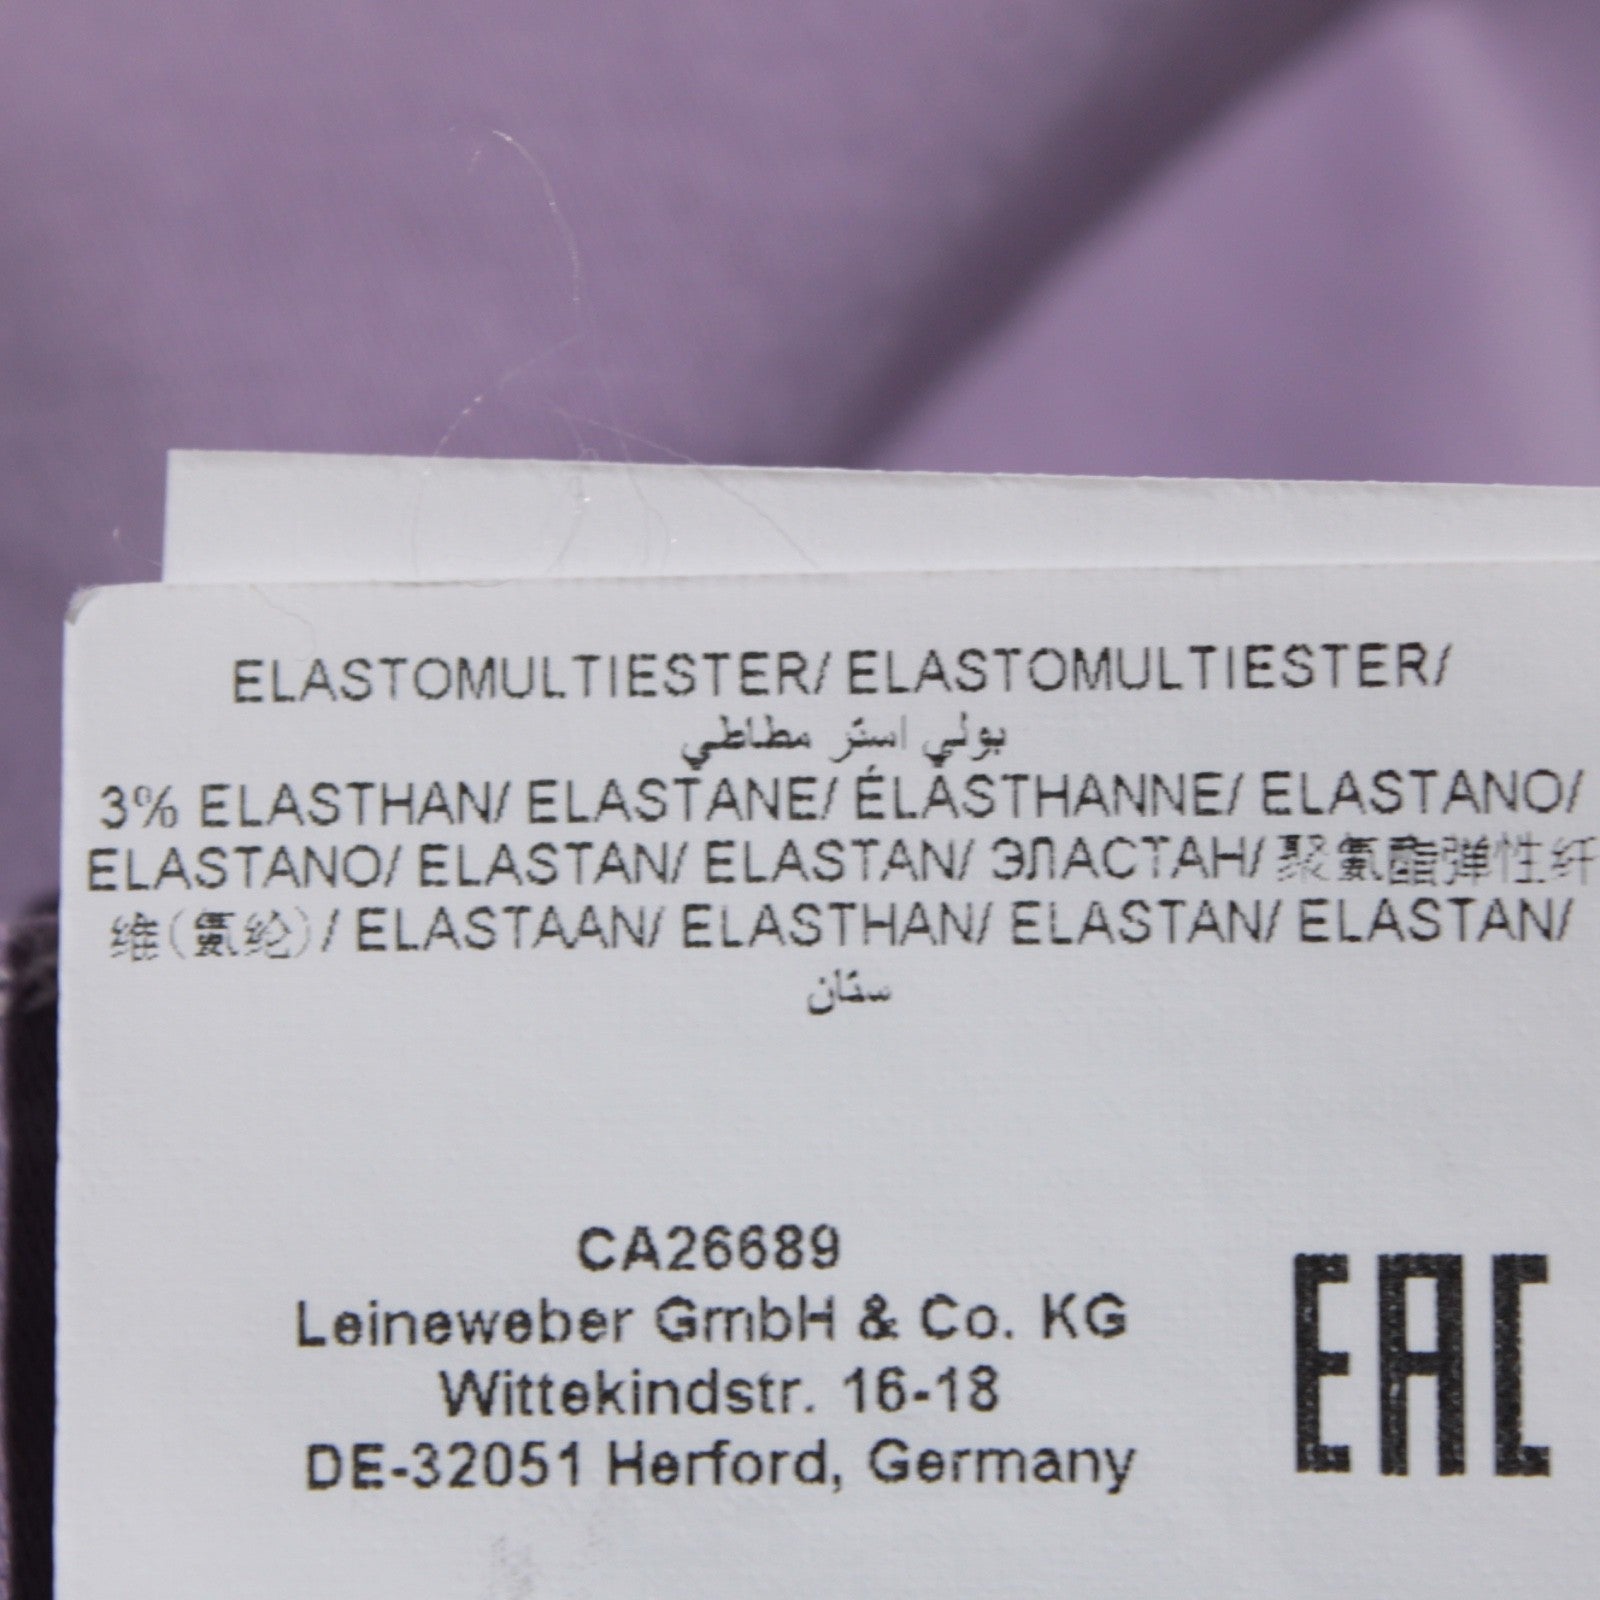 ELASTOMULTIESTER/ ELASTOMULTIESTER/
بولي استر مطاطي
3% ELASTHAN/ ELASTANE/ ÉLASTHANNE/ ELASTANO/
ELASTANO/ ELASTAN/ ELASTAN/ ЭЛАСТАН/ 聚氨酯弹性纤
维(氨纶)/ ELASTAAN/ ELASTHAN/ ELASTAN/ ELASTAN/
ستان
CA26689
Leineweber GmbH & Co. KG
Wittekindstr. 16-18
DE-32051 Herford, Germany
EAC